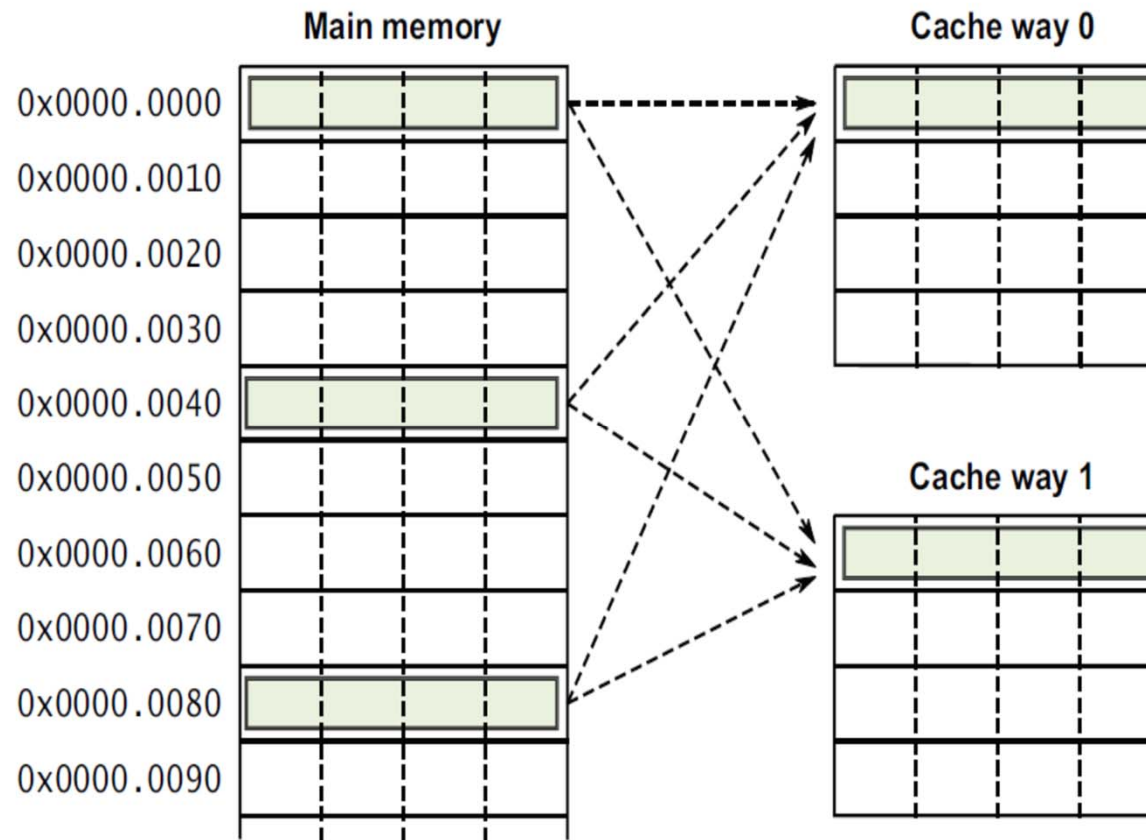 Main memory
Cache way 0
0x0000.0000
0x0000.0010
0x0000.0020
0x0000.0030
0x0000.0040
0x0000.0050
Cache way 1
0x0000.0060
0x0000.0070
0x0000.0080
0x0000.0090